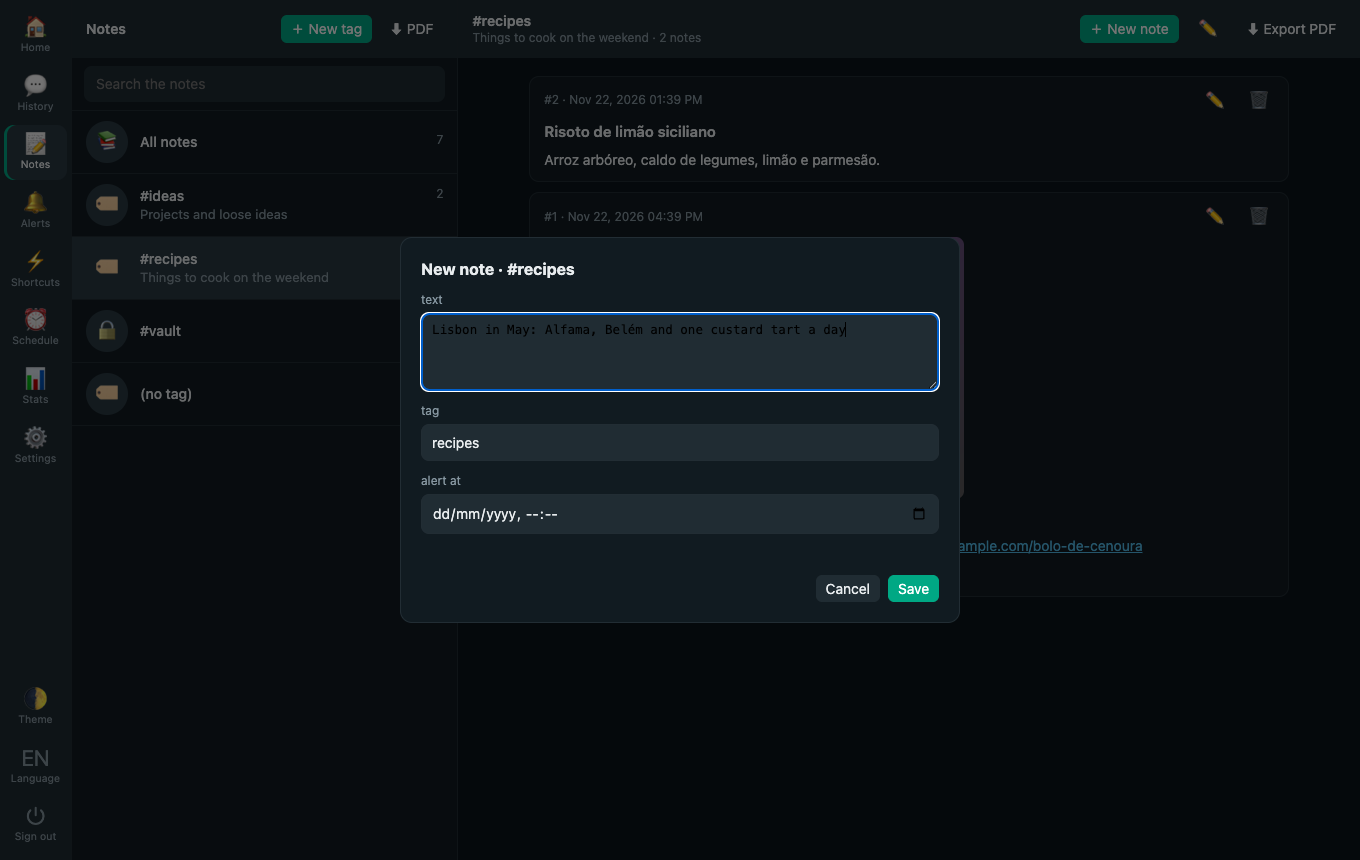 Home
History
Notes
Alerts
Shortcuts
Schedule
Stats
Settings
Theme
EN
Language
Sign out
Notes
+ New tag
⬇ PDF
Search the notes
All notes
7
#ideas
2
Projects and loose ideas
#recipes
Things to cook on the weekend
#vault
(no tag)
#recipes
Things to cook on the weekend · 2 notes
+ New note
⬇ Export PDF
#2 · Nov 22, 2026 01:39 PM
Risoto de limão siciliano
Arroz arbóreo, caldo de legumes, limão e parmesão.
#1 · Nov 22, 2026 04:39 PM
ample.com/bolo-de-cenoura
New note · #recipes
text
Lisbon in May: Alfama, Belém and one custard tart a day
tag
recipes
alert at
dd/mm/yyyy, --:--
Cancel
Save